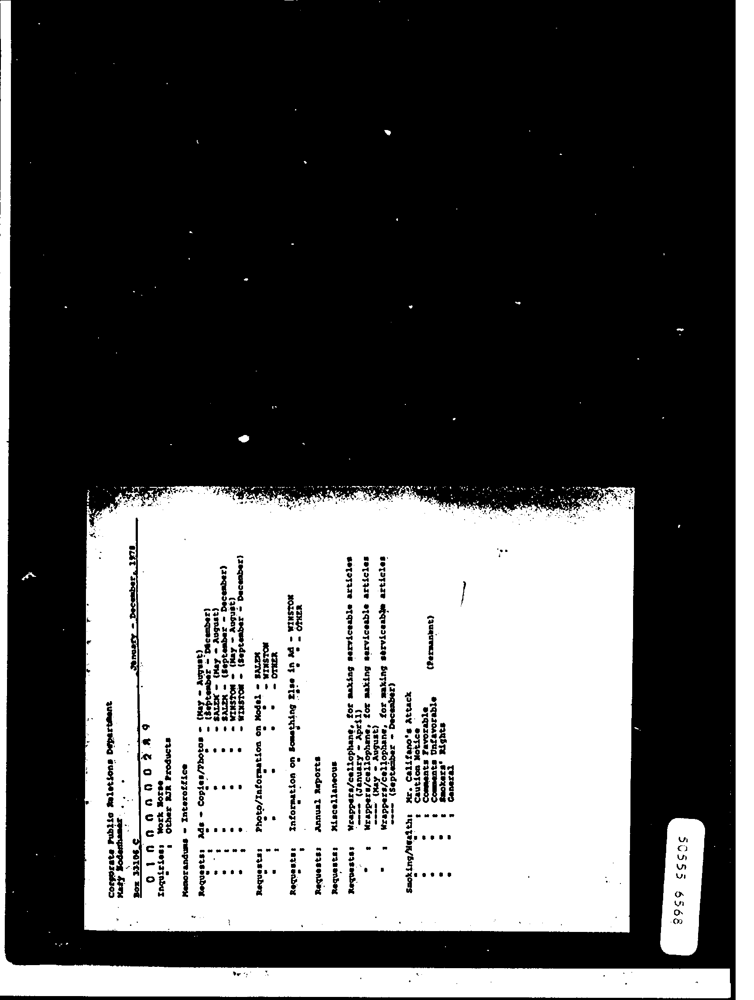 Corporate Public Relations Department
Mary Bodenhamer
Box 33106 C January - December, 1978
0 1 0 0 0 0 0 0 2 8 9
Inquiries: Work Horse
" : Other RJR Products
Memorandums - Interoffice
Requests: Ads - Copies/Photos - (May - August)
" : " " " (September - December)
" : " " " - SALEM - (May - August)
" : " " " - SALEM - (September - December)
" : " " " - WINSTON - (May - August)
" : " " " - WINSTON - (September - December)
Requests: Photo/Information on Model - SALEM
" : " " " " - WINSTON
" : " " " " - OTHER
Requests: Information on Something Else in Ad - WINSTON
" : " " " " " " - OTHER
Requests: Annual Reports
Requests: Miscellaneous
Requests: Wrappers/cellophane, for making serviceable articles
---- (January - April)
" : Wrappers/cellophane, for making serviceable articles
---- (May - August)
" : Wrappers/cellophane, for making serviceable articles
---- (September - December)
Smoking/Health: Mr. Califano's Attack
" : Caution Notice
" : Comments Favorable
" : Comments Unfavorable (Permanent)
" : Smokers' Rights
" : General
50555 6568